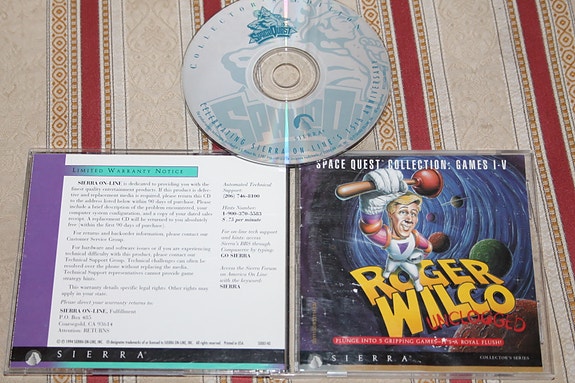 COLLECTOR'S EDITION
SPACE QUEST
CELEBRATING SIERRA ON-LINE'S 15TH ANNIVERSARY
LIMITED WARRANTY NOTICE
SIERRA ON-LINE is dedicated to providing you with the
finest quality entertainment products. If this product is defec-
tive and replacement media is required, please return the CD
to the address listed below within 90 days of purchase. Please
include a brief description of the problem encountered, your
computer system configuration, and a copy of your dated sales
receipt. A replacement CD will be returned to you absolutely
free (within the first 90 days of purchase).
For returns and back-order information, please contact our
Customer Service Group.
For hardware and software issues or if you are experiencing
technical difficulty with this product, please contact our
Technical Support Group. Technical challenges can often be
resolved over the phone without replacing the media.
Technical Support representatives cannot provide game
strategy hints.
This warranty details specific legal rights. Other rights may
apply in your state.
Please direct your warranty returns to:
SIERRA ON-LINE, Fulfillment
P.O. Box 485
Coarsegold, CA 93614
Attention: RETURNS
Automated Technical
Support:
(206) 746-8100
Hints Number:
1-900-370-5583
$ .75 per minute
For on-line tech support
and hints: access
Sierra's BBS through
Compuserve by typing:
GO SIERRA
Access the Sierra Forum
on America On Line
with the keyword:
SIERRA
SIERRA
SPACE QUEST COLLECTION: GAMES I-V
ROGER
WILCO
UNCLOGGED
PLUNGE INTO 5 GRIPPING GAMES-IT'S A ROYAL FLUSH!
SIERRA
COLLECTOR'S SERIES